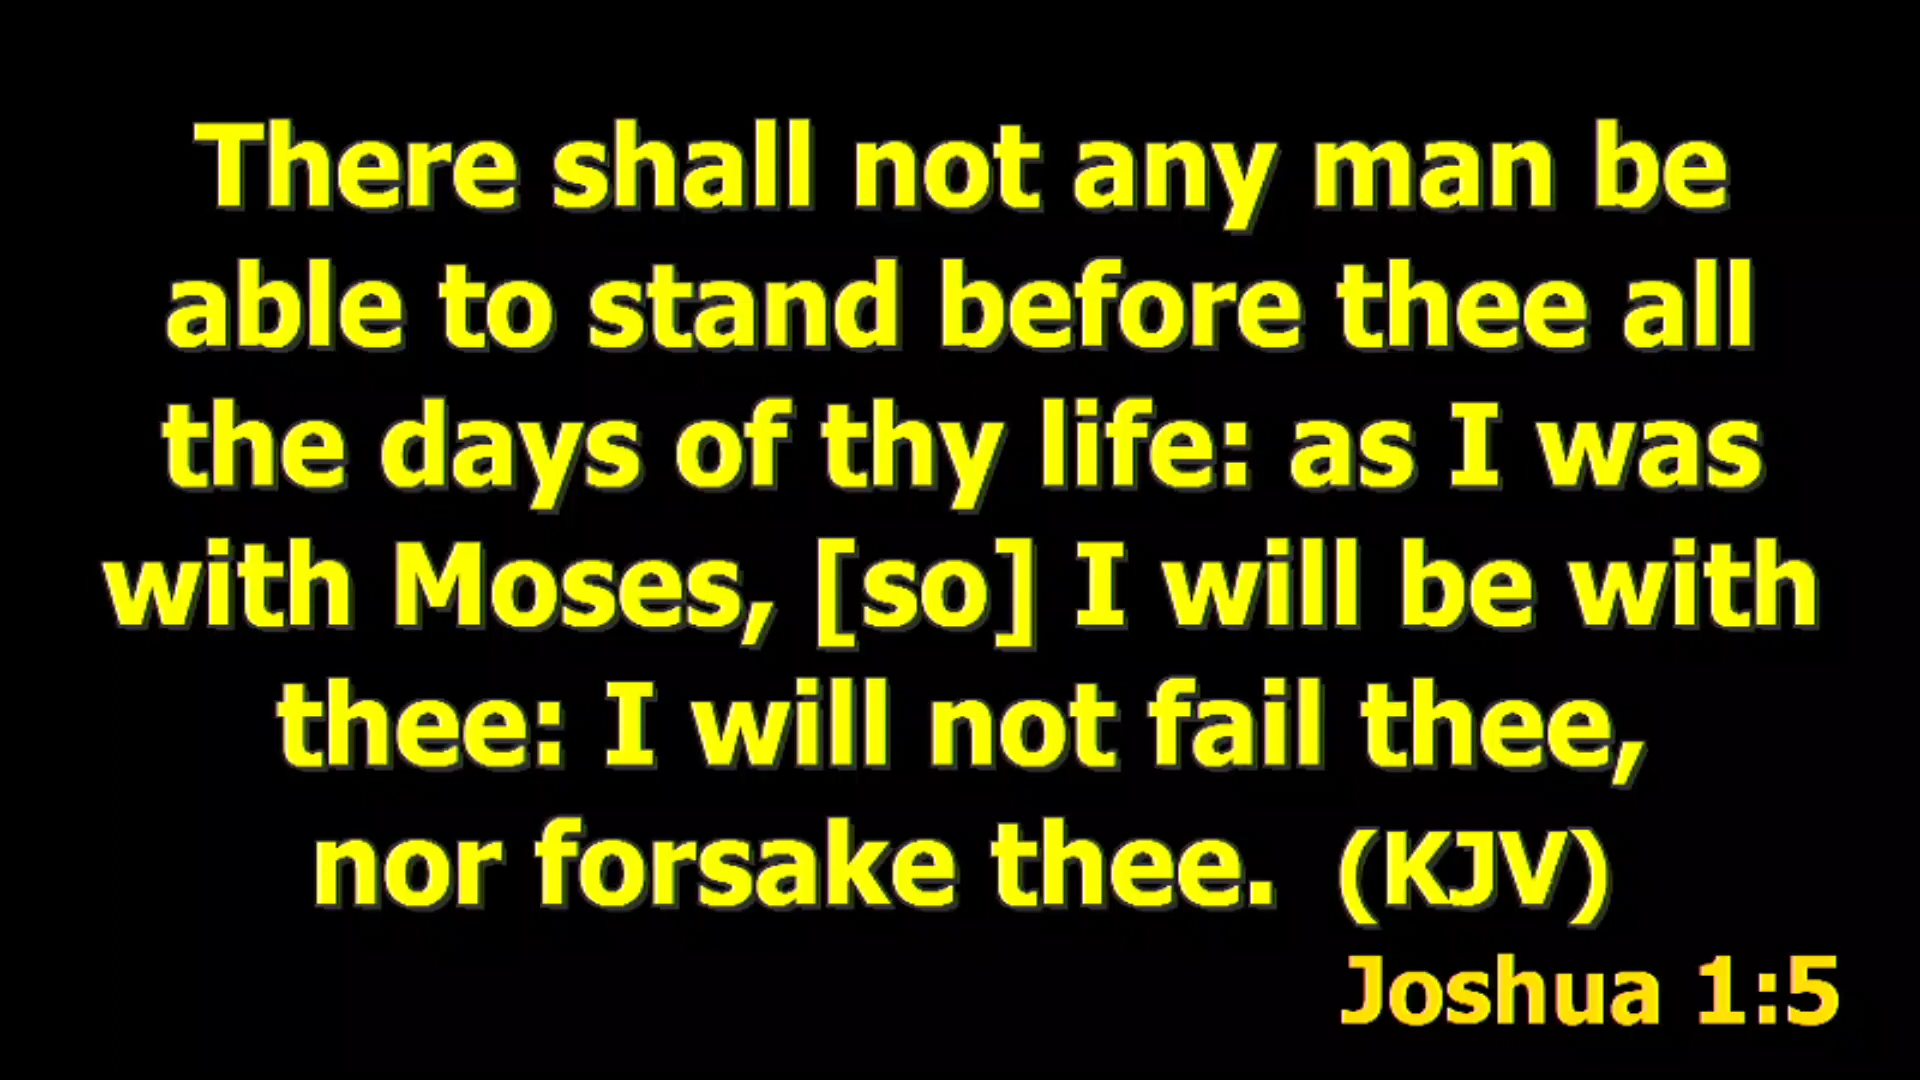 There shall not any man be
able to stand before thee all
the days of thy life: as I was
with Moses, [so] I will be with
thee: I will not fail thee,
nor forsake thee. (KJV)
Joshua 1:5